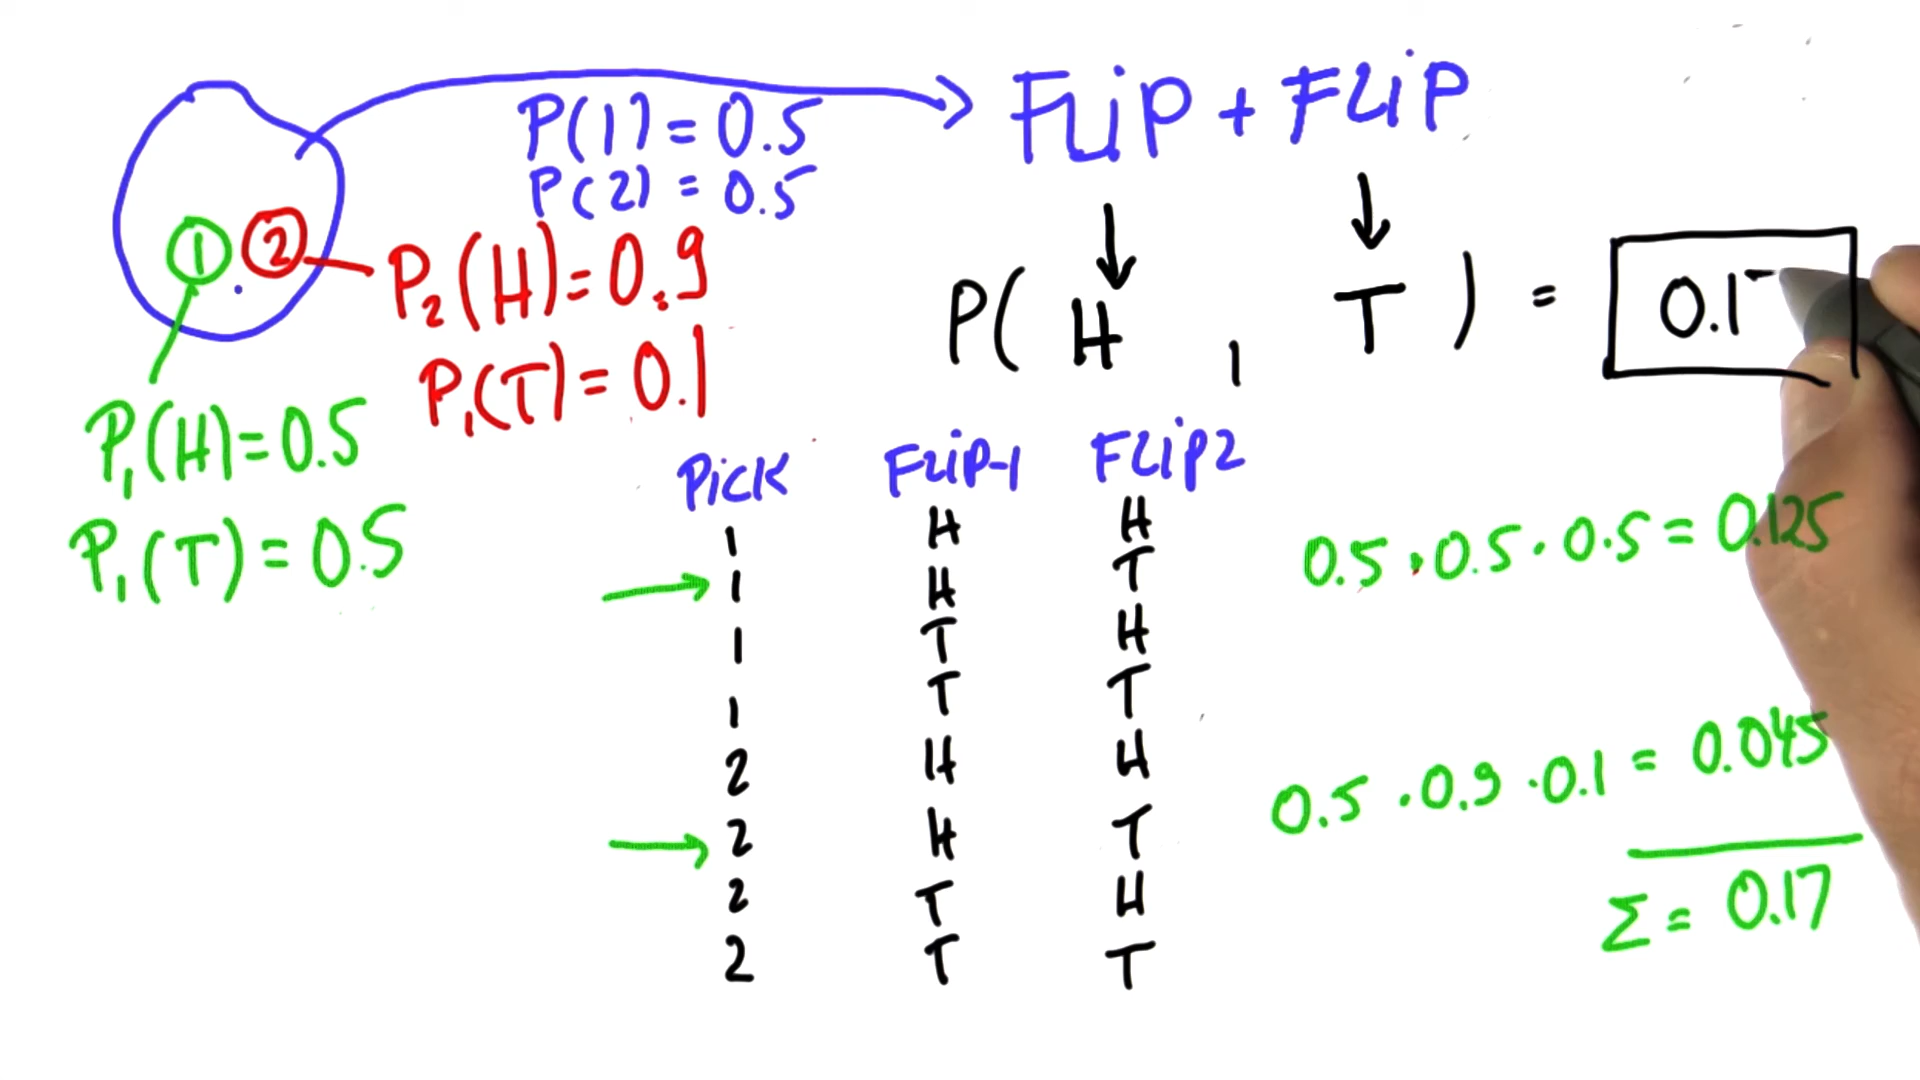 P(1) = 0.5
P(2) = 0.5
FLiP + FLiP
1 2
P₂(H) = 0.9
P₁(T) = 0.1
P(H, T) = 0.1
P₁(H) = 0.5
P₁(T) = 0.5
PiCK FLiP-1 FLiP2
1 H H
1 H T
1 T H
1 T T
2 H H
2 H T
2 T H
2 T T
0.5 · 0.5 · 0.5 = 0.125
0.5 · 0.9 · 0.1 = 0.045
Σ = 0.17